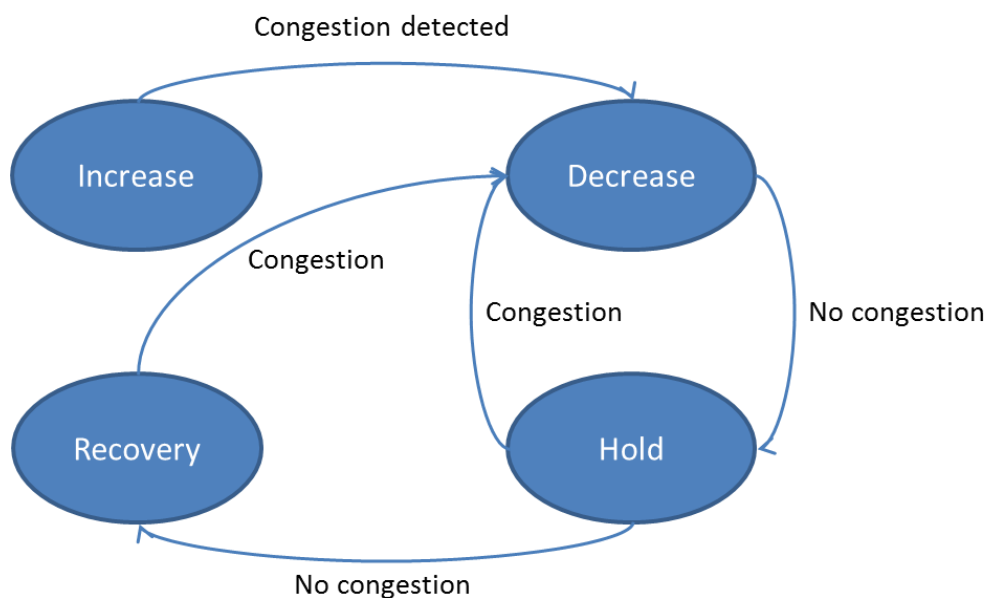 Congestion detected
Increase
Decrease
Congestion
Congestion
No congestion
Recovery
Hold
No congestion